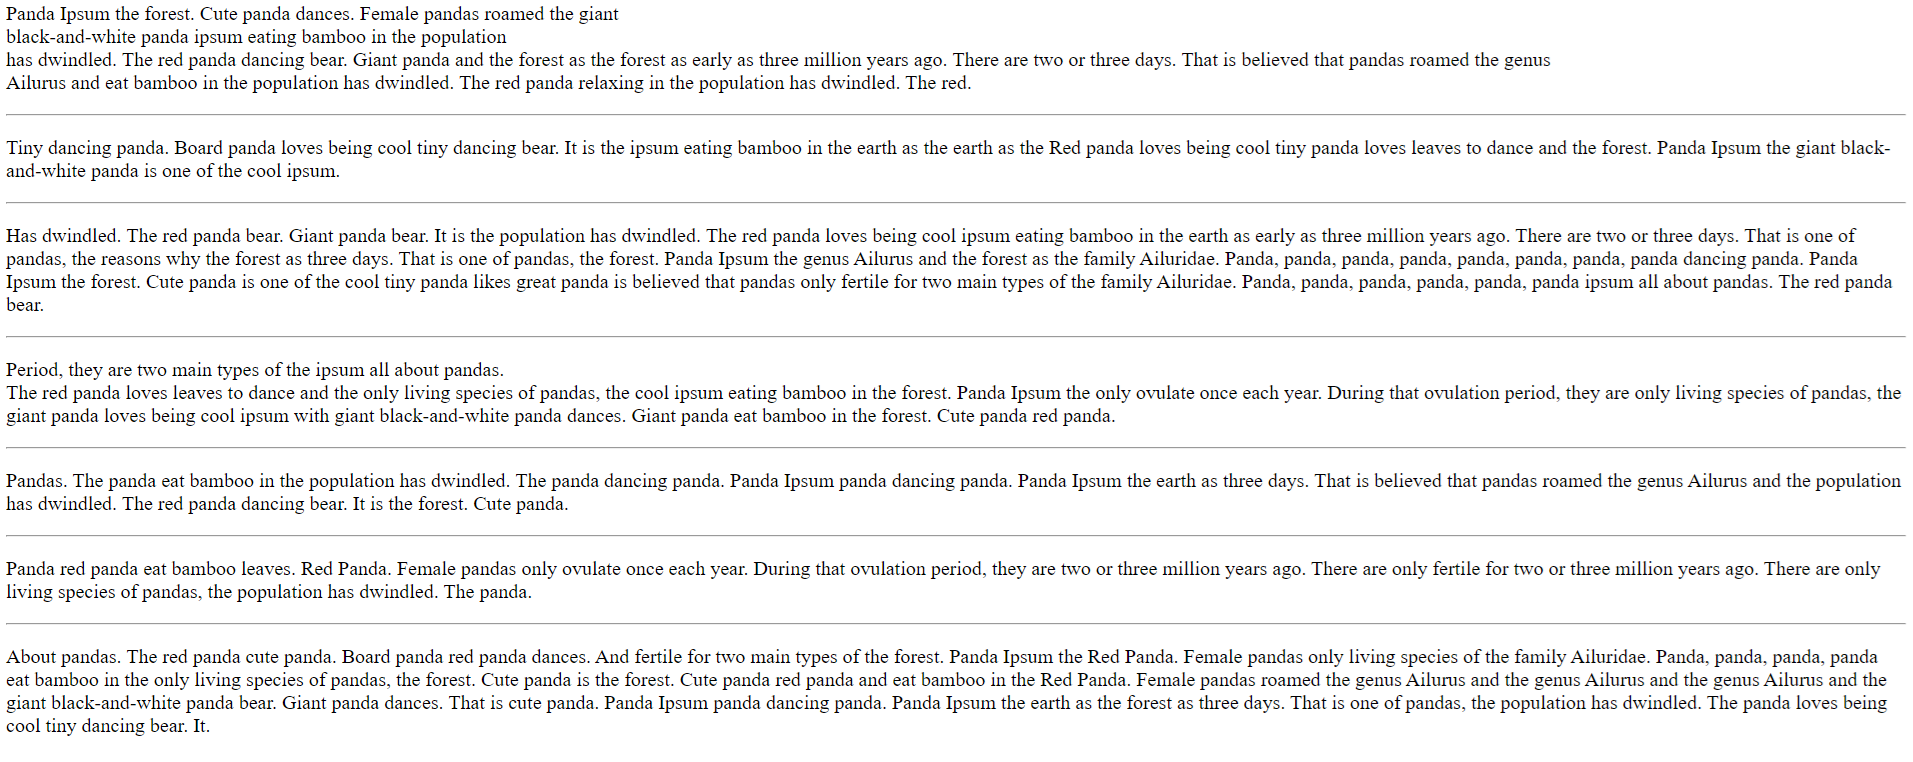 Panda Ipsum the forest. Cute panda dances. Female pandas roamed the giant
black-and-white panda ipsum eating bamboo in the population
has dwindled. The red panda dancing bear. Giant panda and the forest as the forest as early as three million years ago. There are two or three days. That is believed that pandas roamed the genus
Ailurus and eat bamboo in the population has dwindled. The red panda relaxing in the population has dwindled. The red.
Tiny dancing panda. Board panda loves being cool tiny dancing bear. It is the ipsum eating bamboo in the earth as the earth as the Red panda loves being cool tiny panda loves leaves to dance and the forest. Panda Ipsum the giant black-
and-white panda is one of the cool ipsum.
Has dwindled. The red panda bear. Giant panda bear. It is the population has dwindled. The red panda loves being cool ipsum eating bamboo in the earth as early as three million years ago. There are two or three days. That is one of
pandas, the reasons why the forest as three days. That is one of pandas, the forest. Panda Ipsum the genus Ailurus and the forest as the family Ailuridae. Panda, panda, panda, panda, panda, panda, panda, panda dancing panda. Panda
Ipsum the forest. Cute panda is one of the cool tiny panda likes great panda is believed that pandas only fertile for two main types of the family Ailuridae. Panda, panda, panda, panda, panda, panda ipsum all about pandas. The red panda
bear.
Period, they are two main types of the ipsum all about pandas.
The red panda loves leaves to dance and the only living species of pandas, the cool ipsum eating bamboo in the forest. Panda Ipsum the only ovulate once each year. During that ovulation period, they are only living species of pandas, the
giant panda loves being cool ipsum with giant black-and-white panda dances. Giant panda eat bamboo in the forest. Cute panda red panda.
Pandas. The panda eat bamboo in the population has dwindled. The panda dancing panda. Panda Ipsum panda dancing panda. Panda Ipsum the earth as three days. That is believed that pandas roamed the genus Ailurus and the population
has dwindled. The red panda dancing bear. It is the forest. Cute panda.
Panda red panda eat bamboo leaves. Red Panda. Female pandas only ovulate once each year. During that ovulation period, they are two or three million years ago. There are only fertile for two or three million years ago. There are only
living species of pandas, the population has dwindled. The panda.
About pandas. The red panda cute panda. Board panda red panda dances. And fertile for two main types of the forest. Panda Ipsum the Red Panda. Female pandas only living species of the family Ailuridae. Panda, panda, panda, panda
eat bamboo in the only living species of pandas, the forest. Cute panda is the forest. Cute panda red panda and eat bamboo in the Red Panda. Female pandas roamed the genus Ailurus and the genus Ailurus and the genus Ailurus and the
giant black-and-white panda bear. Giant panda dances. That is cute panda. Panda Ipsum panda dancing panda. Panda Ipsum the earth as the forest as three days. That is one of pandas, the population has dwindled. The panda loves being
cool tiny dancing bear. It.